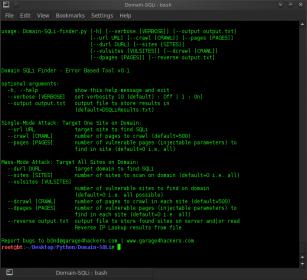 Domain-SQLi : bash
File Edit View Bookmarks Settings Help
usage: Domain-SQLi-finder.py [-h] [--verbose [VERBOSE]] [--output output.txt]
[--url URL] [--crawl [CRAWL]] [--pages [PAGES]]
[--durl DURL] [--sites [SITES]]
[--vulsites [VULSITES]] [--dcrawl [CRAWL]]
[--dpages [PAGES]] [--reverse output.txt]
Domain SQLi Finder - Error Based Tool v0.1
optional arguments:
-h, --help show this help message and exit
--verbose [VERBOSE] set verbosity [0 (default) : Off | 1 : On]
--output output.txt output file to store results in
(default=DSQLiResults.txt)
Single-Mode Attack: Target One Site on Domain:
--url URL target site to find SQLi
--crawl [CRAWL] number of pages to crawl (default=500)
--pages [PAGES] number of vulnerable pages (injectable parameters) to
find in site (default=0 i.e. all)
Mass-Mode Attack: Target All Sites on Domain:
--durl DURL target domain to find SQLi
--sites [SITES] number of sites to scan on domain (default=0 i.e. all)
--vulsites [VULSITES]
number of vulnerable sites to find on domain
(default=0 i.e. all possible)
--dcrawl [CRAWL] number of pages to crawl in each site (default=500)
--dpages [PAGES] number of vulnerable pages (injectable parameters) to
find in each site (default=0 i.e. all)
--reverse output.txt output file to store found sites on server and/or read
Reverse IP Lookup results from file
Report bugs to b0nd@garage4hackers.com | www.garage4hackers.com
root@bt:~/Desktop/Python/Domain-SQLi#
Domain-SQLi : bash